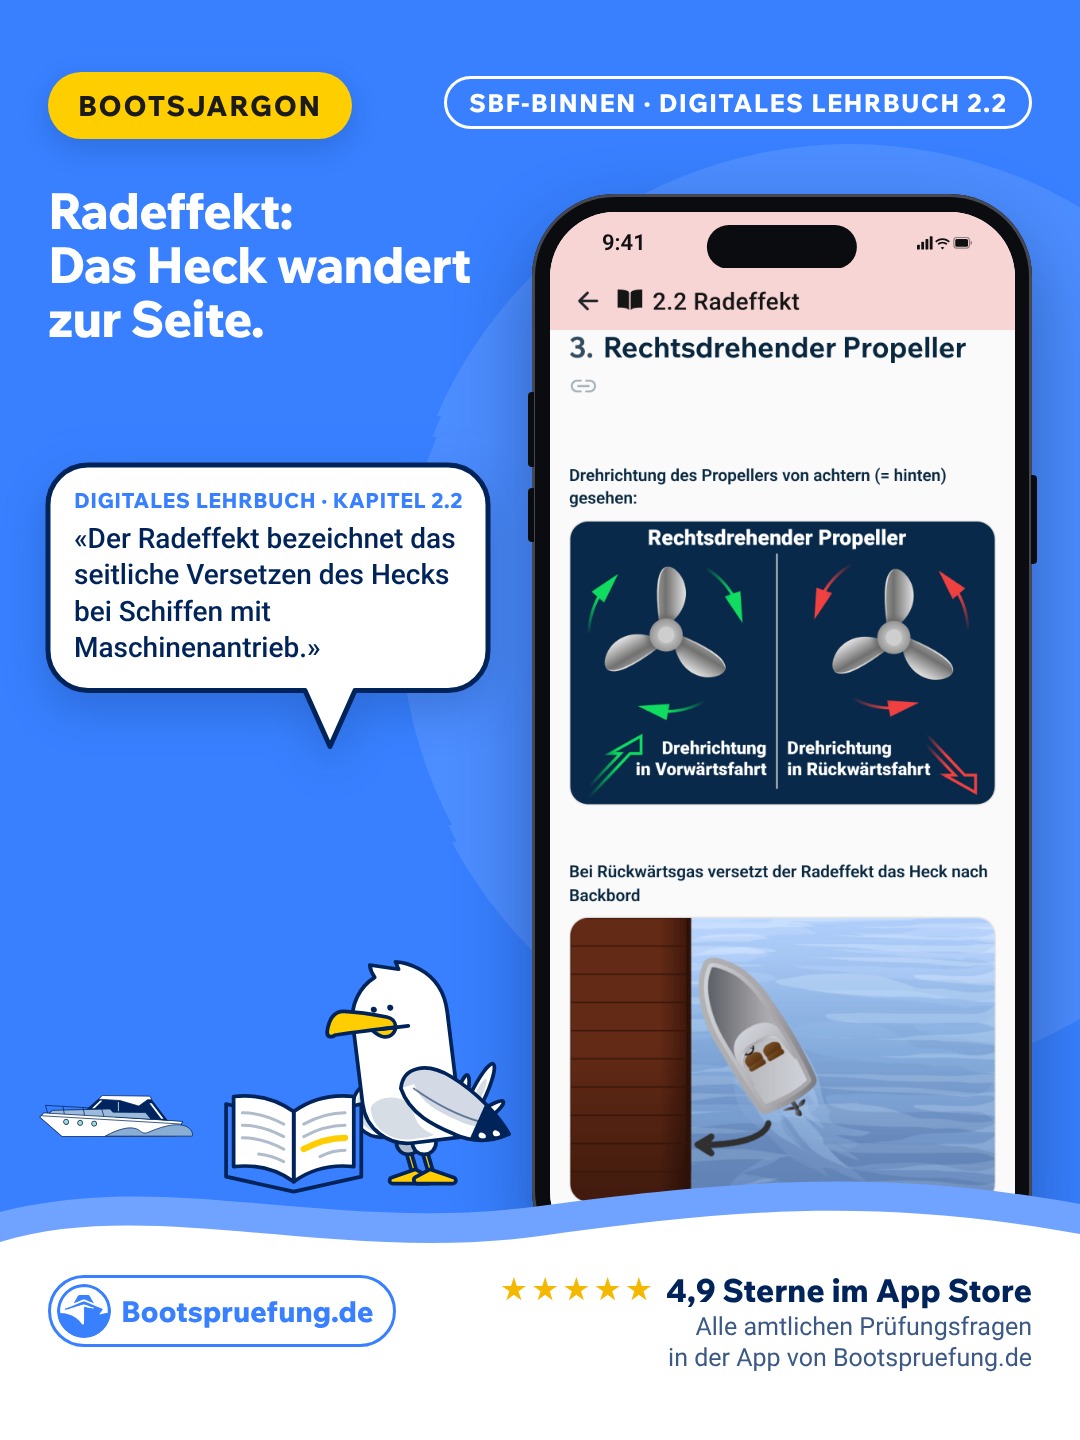 BOOTSJARGON
SBF-BINNEN · DIGITALES LEHRBUCH 2.2
Radeffekt:
Das Heck wandert
zur Seite.
DIGITALES LEHRBUCH · KAPITEL 2.2
«Der Radeffekt bezeichnet das
seitliche Versetzen des Hecks
bei Schiffen mit
Maschinenantrieb.»
9:41
2.2 Radeffekt
3. Rechtsdrehender Propeller
Drehrichtung des Propellers von achtern (= hinten)
gesehen:
Rechtsdrehender Propeller
Drehrichtung
in Vorwärtsfahrt
Drehrichtung
in Rückwärtsfahrt
Bei Rückwärtsgas versetzt der Radeffekt das Heck nach
Backbord
Bootspruefung.de
★★★★★ 4,9 Sterne im App Store
Alle amtlichen Prüfungsfragen
in der App von Bootspruefung.de